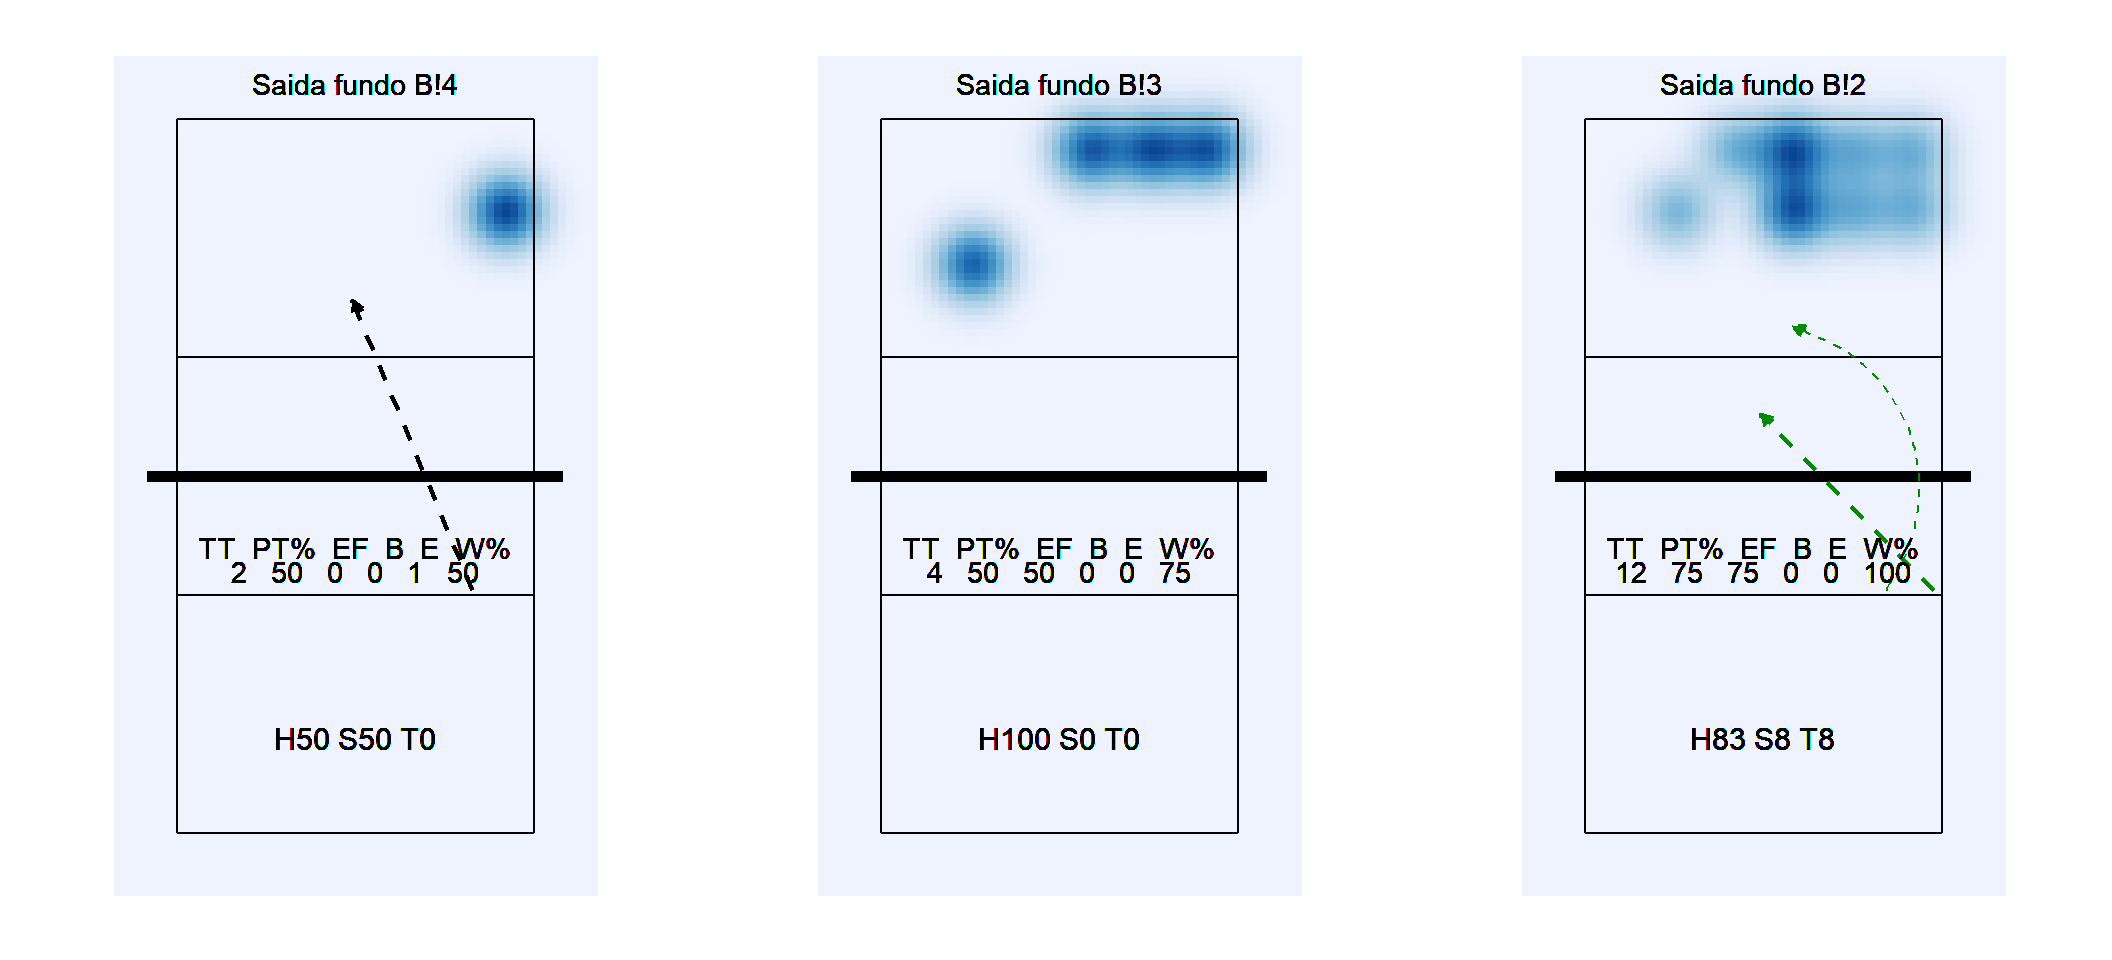 Saida fundo B!4
TT PT% EF B E W%
2 50 0 0 1 50
H50 S50 T0
Saida fundo B!3
TT PT% EF B E W%
4 50 50 0 0 75
H100 S0 T0
Saida fundo B!2
TT PT% EF B E W%
12 75 75 0 0 100
H83 S8 T8